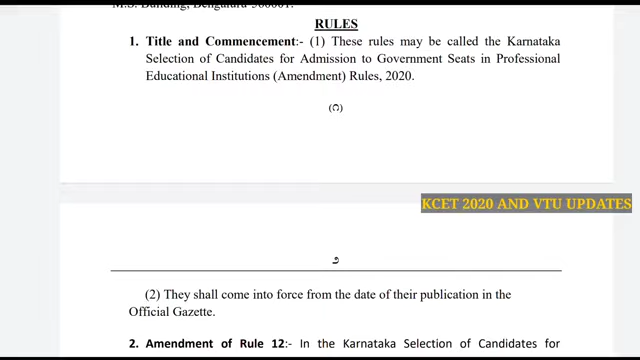 RULES
1. Title and Commencement:- (1) These rules may be called the Karnataka
Selection of Candidates for Admission to Government Seats in Professional
Educational Institutions (Amendment) Rules, 2020.
KCET 2020 AND VTU UPDATES
(2) They shall come into force from the date of their publication in the
Official Gazette.
2. Amendment of Rule 12:- In the Karnataka Selection of Candidates for